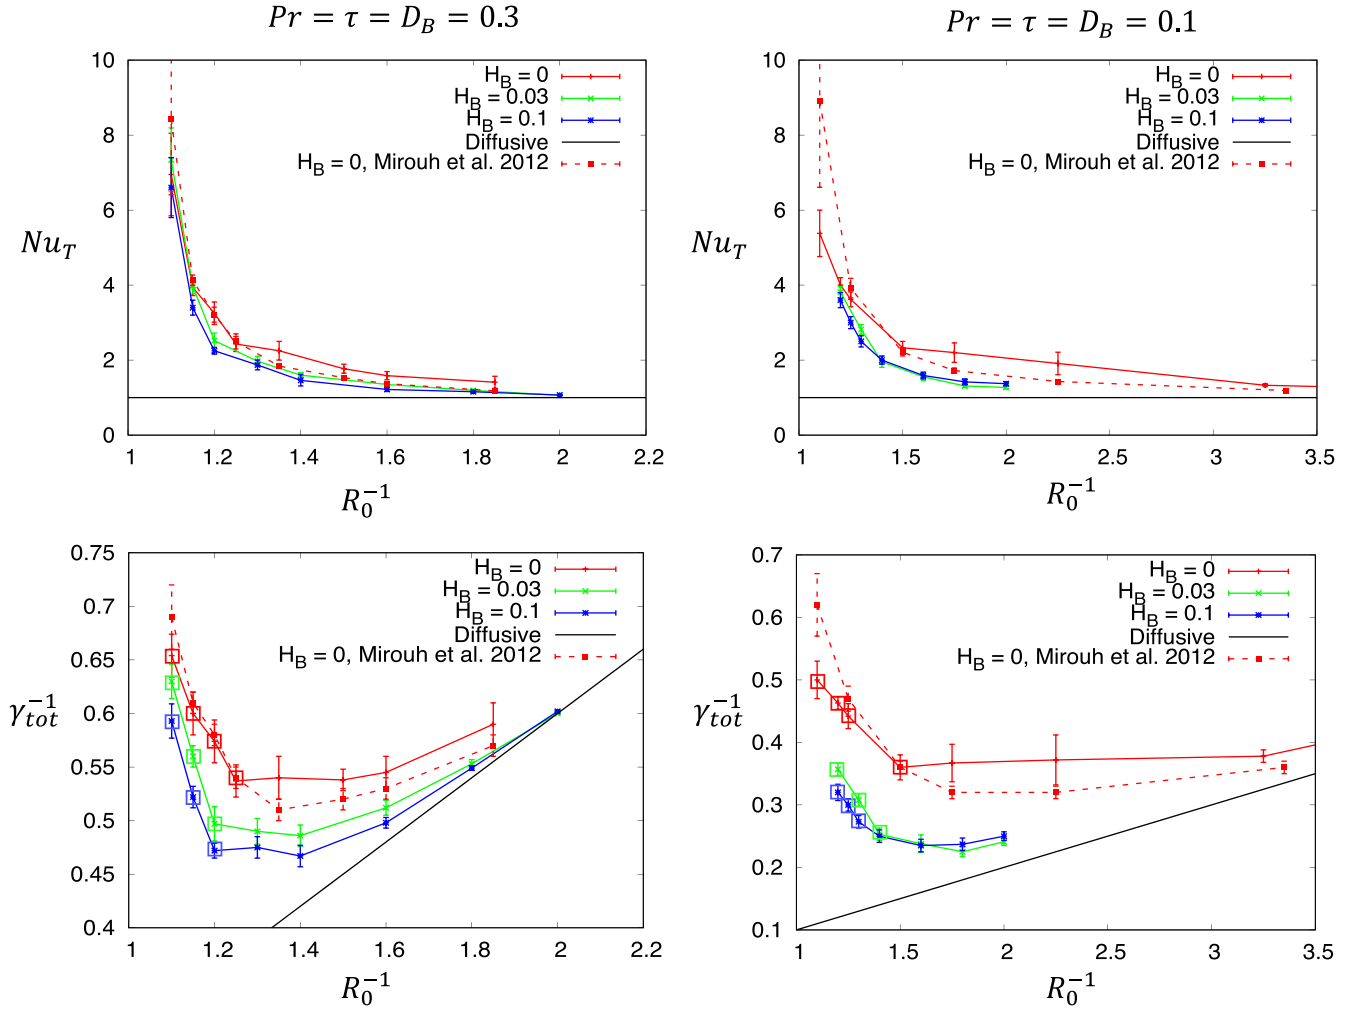 Pr = τ = D_B = 0.3
Pr = τ = D_B = 0.1
10
8
6
4
2
0
Nu_T
H_B = 0
H_B = 0.03
H_B = 0.1
Diffusive
H_B = 0, Mirouh et al. 2012
1 1.2 1.4 1.6 1.8 2 2.2
R_0^{-1}
10
8
6
4
2
0
Nu_T
H_B = 0
H_B = 0.03
H_B = 0.1
Diffusive
H_B = 0, Mirouh et al. 2012
1 1.5 2 2.5 3 3.5
R_0^{-1}
0.75
0.7
0.65
0.6
0.55
0.5
0.45
0.4
γ_{tot}^{-1}
H_B = 0
H_B = 0.03
H_B = 0.1
Diffusive
H_B = 0, Mirouh et al. 2012
1 1.2 1.4 1.6 1.8 2 2.2
R_0^{-1}
0.7
0.6
0.5
0.4
0.3
0.2
0.1
γ_{tot}^{-1}
H_B = 0
H_B = 0.03
H_B = 0.1
Diffusive
H_B = 0, Mirouh et al. 2012
1 1.5 2 2.5 3 3.5
R_0^{-1}